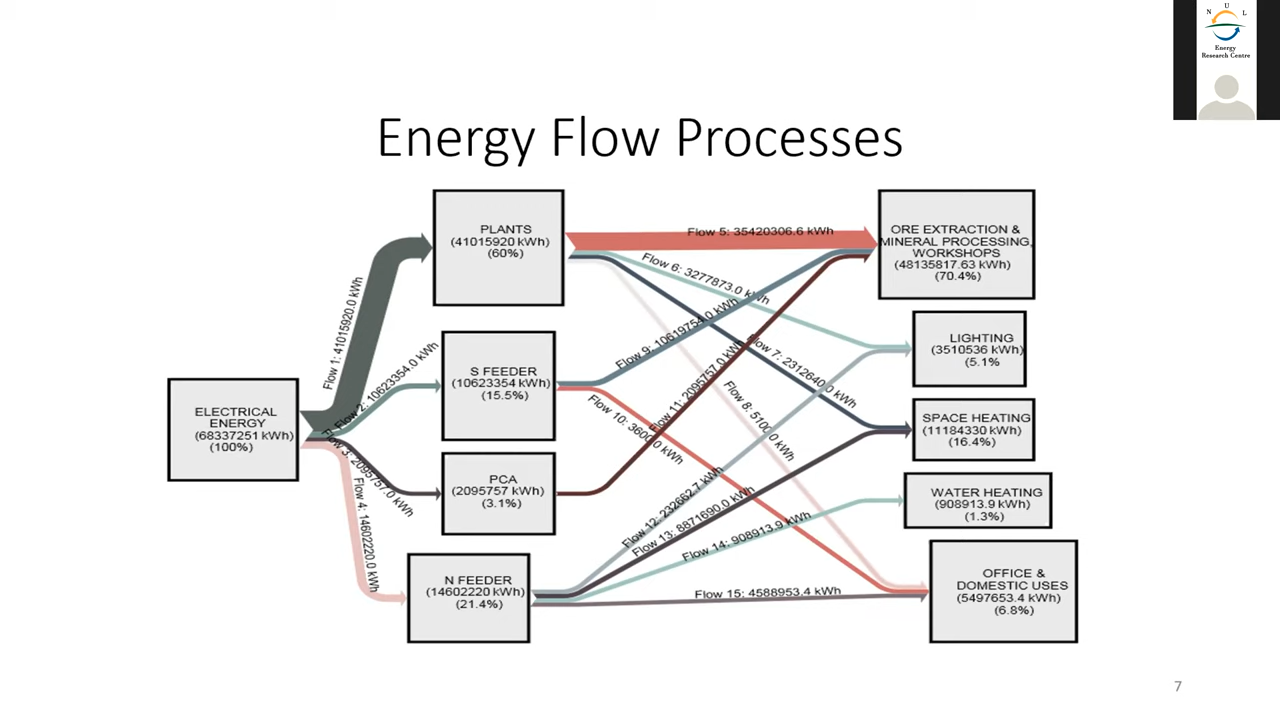 N U L
Energy
Research Centre
Energy Flow Processes
ELECTRICAL
ENERGY
(68337251 kWh)
(100%)
Flow 1: 41015920.0 kWh
Flow 2: 10623354.0 kWh
Flow 3: 2095757.0 kWh
Flow 4: 14602220.0 kWh
PLANTS
(41015920 kWh)
(60%)
S FEEDER
(10623354 kWh)
(15.5%)
PCA
(2095757 kWh)
(3.1%)
N FEEDER
(14602220 kWh)
(21.4%)
Flow 5: 35420306.6 kWh
Flow 6: 3277873.0 kWh
Flow 7: 2312640.0 kWh
Flow 8: 5100.0 kWh
Flow 9: 10619754.0 kWh
Flow 10: 3600.0 kWh
Flow 11: 2095757.0 kWh
Flow 12: 232662.7 kWh
Flow 13: 8871690.0 kWh
Flow 14: 908913.9 kWh
Flow 15: 4588953.4 kWh
ORE EXTRACTION &
MINERAL PROCESSING,
WORKSHOPS
(48135817.63 kWh)
(70.4%)
LIGHTING
(3510536 kWh)
(5.1%
SPACE HEATING
(11184330 kWh)
(16.4%)
WATER HEATING
(908913.9 kWh)
(1.3%)
OFFICE &
DOMESTIC USES
(5497653.4 kWh)
(6.8%)
7